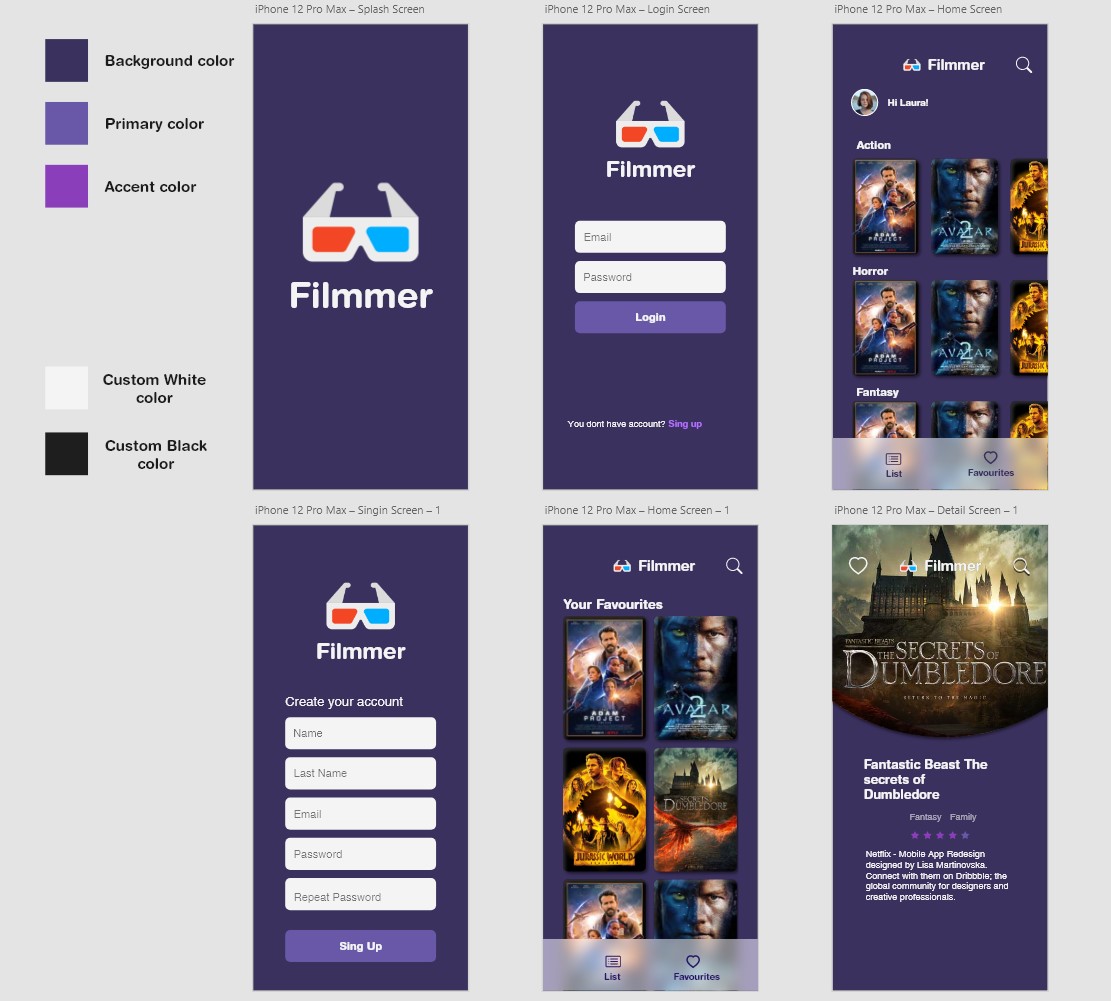 iPhone 12 Pro Max – Splash Screen
iPhone 12 Pro Max – Login Screen
iPhone 12 Pro Max – Home Screen
Background color
Primary color
Accent color
Custom White
color
Custom Black
color
Filmmer
Filmmer
Email
Password
Login
You dont have account? Sing up
Filmmer
Hi Laura!
Action
ADAM
PROJECT
AVATAR
2
JURASSIC WO
Horror
ADAM
PROJECT
AVATAR
2
JURASSIC WO
Fantasy
List
Favourites
iPhone 12 Pro Max – Singin Screen – 1
iPhone 12 Pro Max – Home Screen – 1
iPhone 12 Pro Max – Detail Screen – 1
Filmmer
Create your account
Name
Last Name
Email
Password
Repeat Password
Sing Up
Filmmer
Your Favourites
ADAM
PROJECT
AVATAR
2
JURASSIC WORLD
THE SECRETS OF
DUMBLEDORE
List
Favourites
Filmmer
FANTASTIC BEASTS
THE SECRETS OF
DUMBLEDORE
RETURN TO THE MAGIC
Fantastic Beast The
secrets of
Dumbledore
Fantasy Family
Netflix - Mobile App Redesign
designed by Lisa Martinovska.
Connect with them on Dribbble; the
global community for designers and
creative professionals.